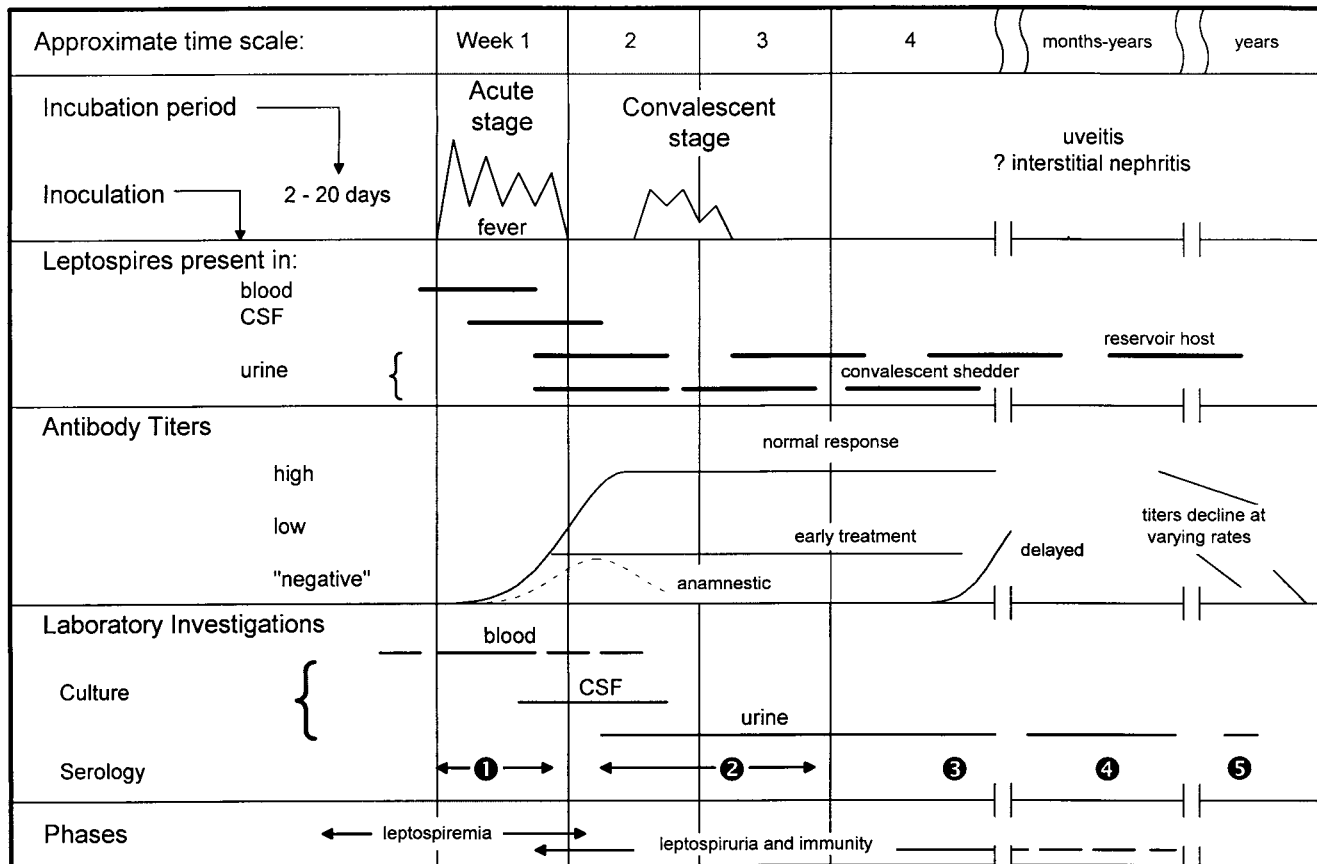 Approximate time scale: Week 1 2 3 4 months-years years
Incubation period
Inoculation
2 - 20 days
Acute
stage
fever
Convalescent
stage
uveitis
? interstitial nephritis
Leptospires present in:
blood
CSF
urine {
reservoir host
convalescent shedder
Antibody Titers
high
low
"negative"
normal response
early treatment
anamnestic
delayed
titers decline at
varying rates
Laboratory Investigations
Culture {
blood
CSF
urine
Serology ❶ ❷ ❸ ❹ ❺
Phases leptospiremia leptospiruria and immunity